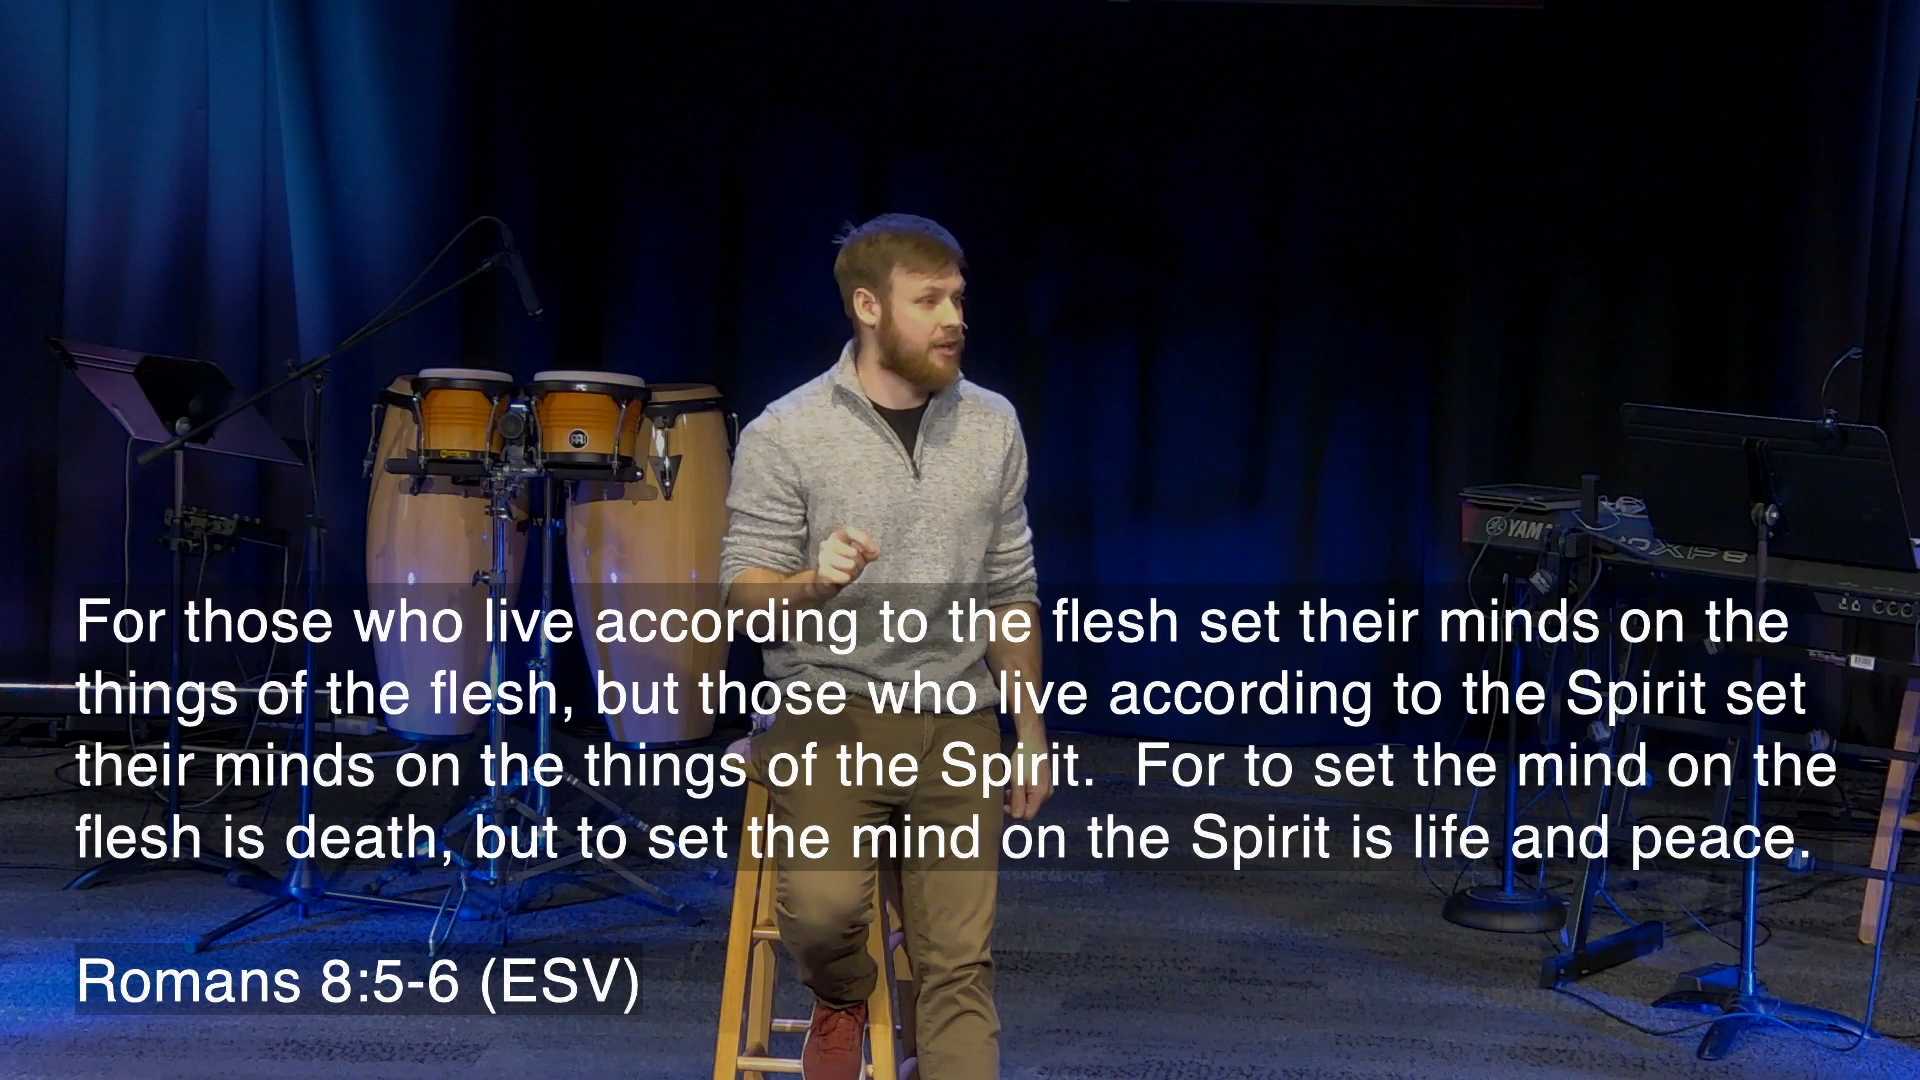 For those who live according to the flesh set their minds on the
things of the flesh, but those who live according to the Spirit set
their minds on the things of the Spirit.  For to set the mind on the
flesh is death, but to set the mind on the Spirit is life and peace.
Romans 8:5-6 (ESV)
YAM
OXF8